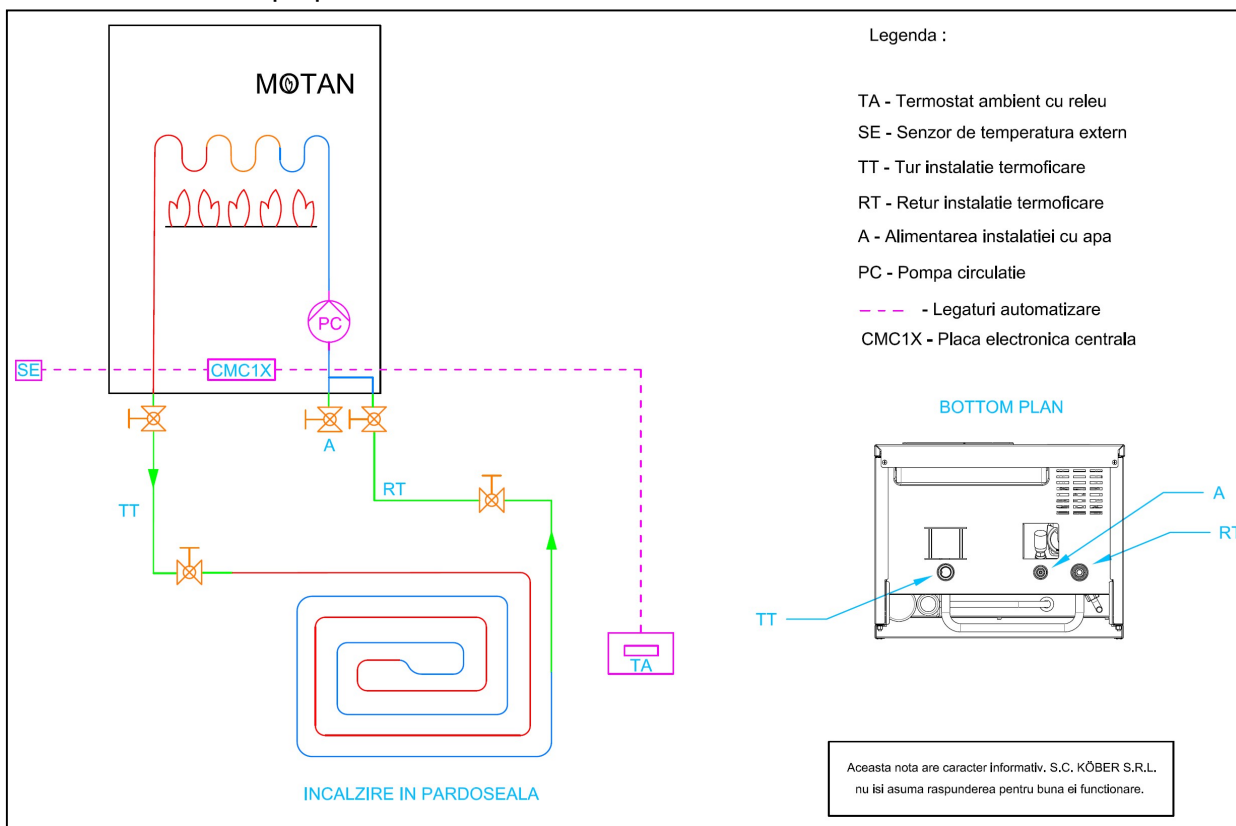 MOTAN
PC
SE
CMC1X
A
RT
TT
TA
INCALZIRE IN PARDOSEALA
Legenda :
TA - Termostat ambient cu releu
SE - Senzor de temperatura extern
TT - Tur instalatie termoficare
RT - Retur instalatie termoficare
A - Alimentarea instalatiei cu apa
PC - Pompa circulatie
- Legaturi automatizare
CMC1X - Placa electronica centrala
BOTTOM PLAN
A
RT
TT
Aceasta nota are caracter informativ. S.C. KÖBER S.R.L.
nu isi asuma raspunderea pentru buna ei functionare.